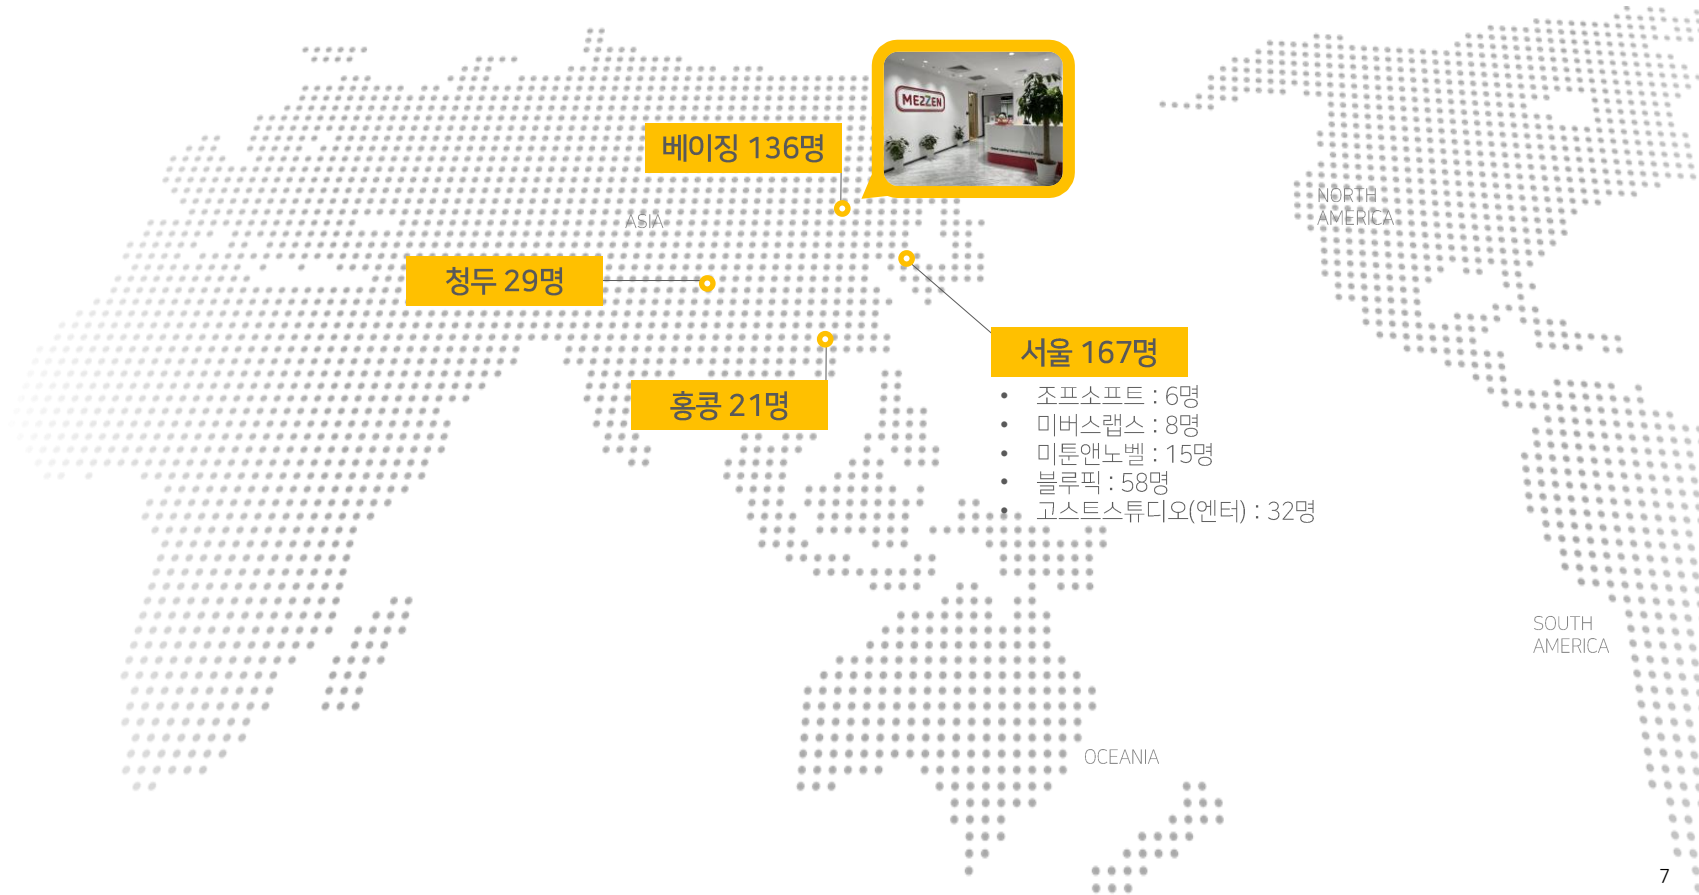 MEZZEN
베이징 136명
ASIA
NORTH
AMERICA
청두 29명
서울 167명
• 조프소프트 : 6명
• 미버스랩스 : 8명
• 미툰앤노벨 : 15명
• 블루픽 : 58명
• 고스트스튜디오(엔터) : 32명
홍콩 21명
SOUTH
AMERICA
OCEANIA
7